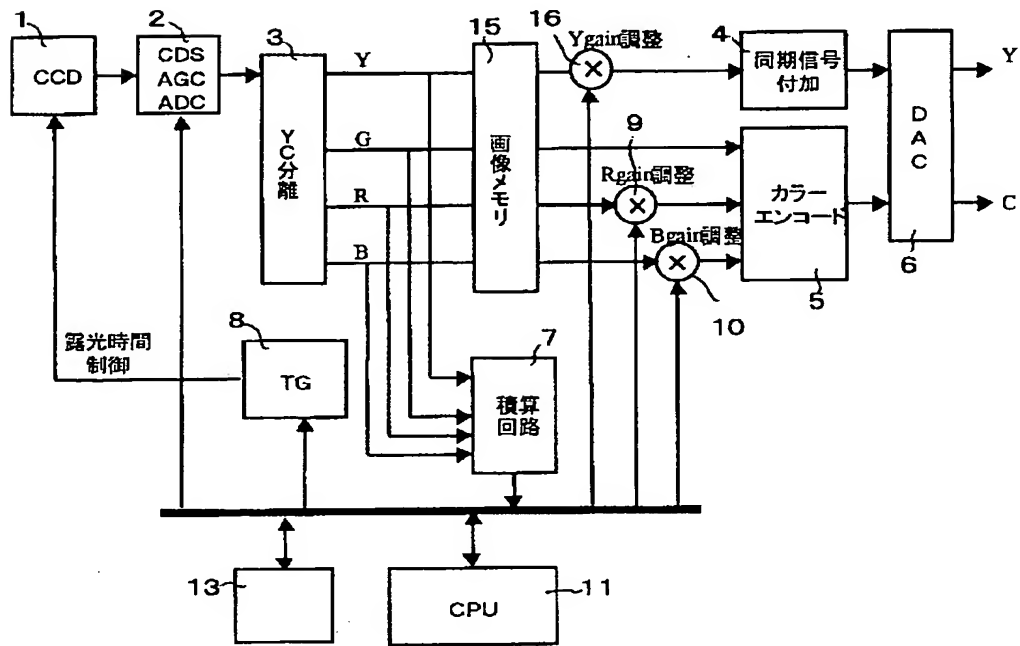 1
CCD
2
CDS
AGC
ADC
3
YC分離
Y
G
R
B
15
画像メモリ
16
Ygain調整
9
Rgain調整
Bgain調整
10
4
同期信号
付加
カラー
エンコード
5
DAC
6
Y
C
露光時間
制御
8
TG
7
積算
回路
13
CPU
11